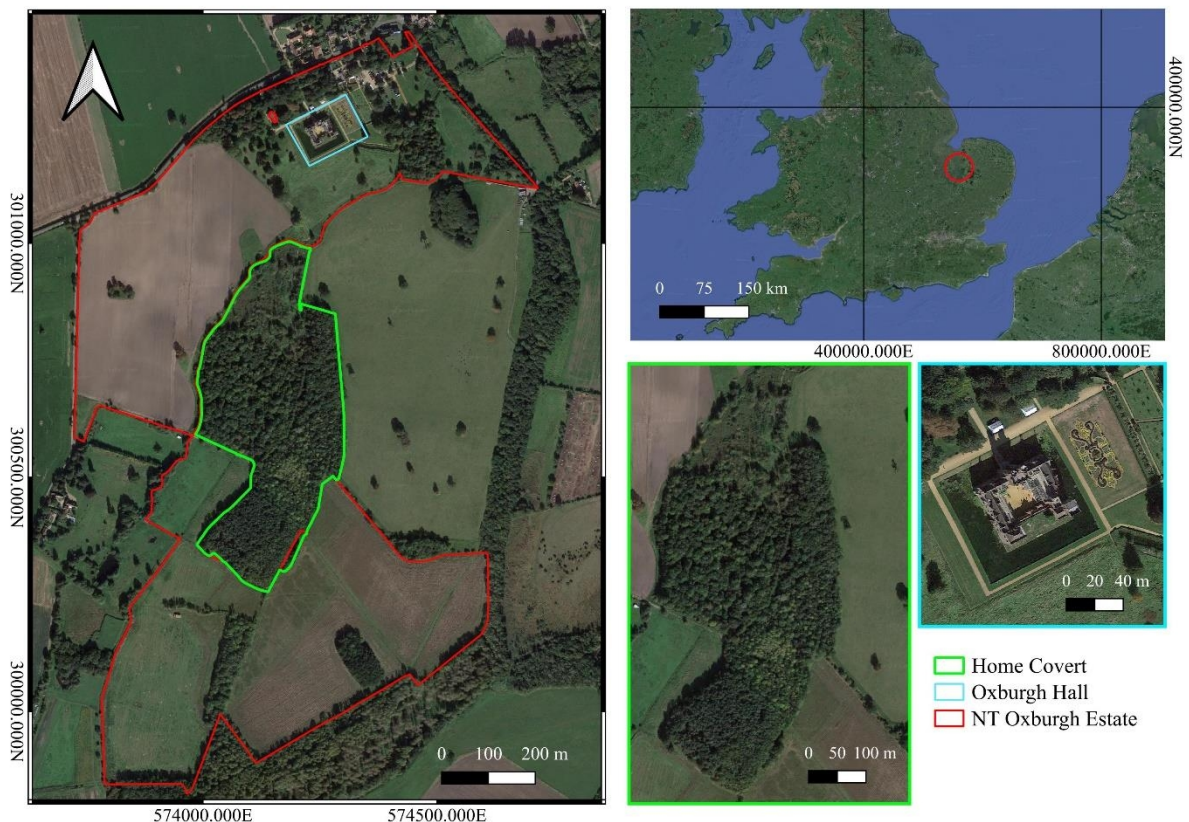 301000.000N
300500.000N
300000.000N
574000.000E
574500.000E
0 100 200 m
400000.000N
0 75 150 km
400000.000E
800000.000E
0 50 100 m
0 20 40 m
Home Covert
Oxburgh Hall
NT Oxburgh Estate